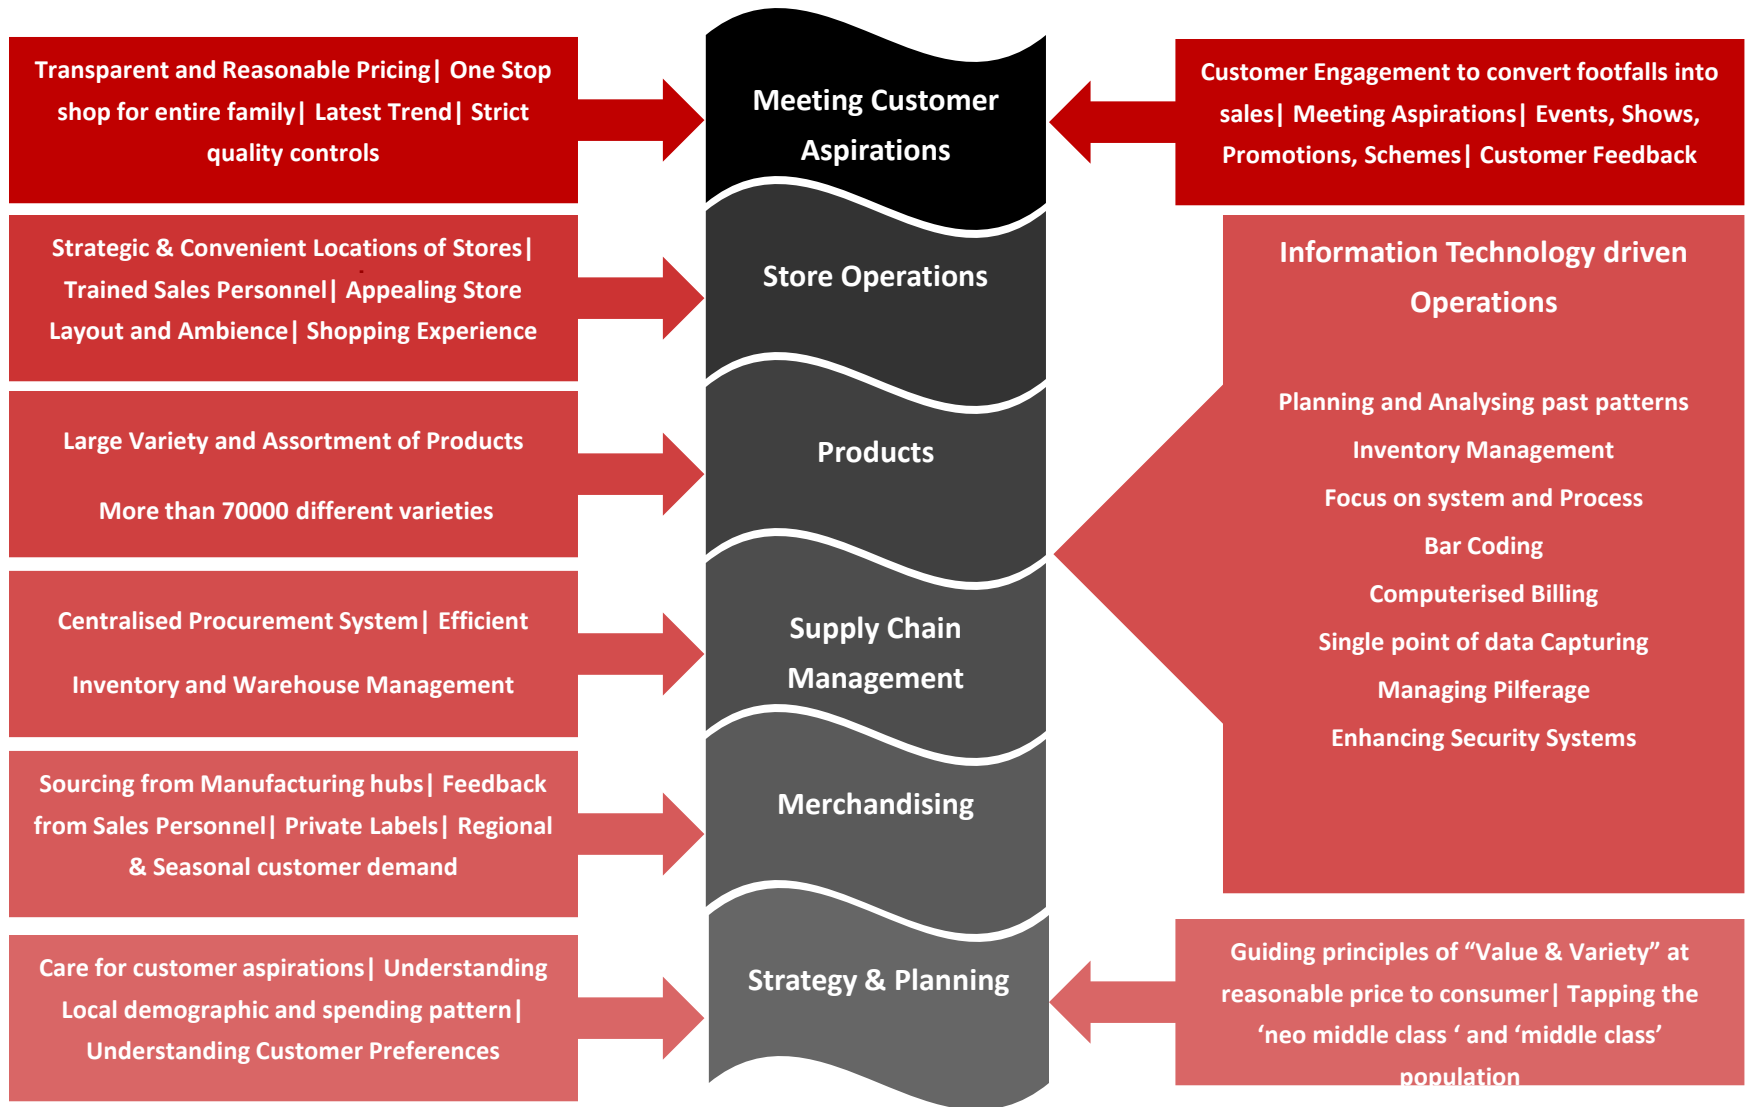 Transparent and Reasonable Pricing| One Stop
shop for entire family| Latest Trend| Strict
quality controls
Meeting Customer
Aspirations
Customer Engagement to convert footfalls into
sales| Meeting Aspirations| Events, Shows,
Promotions, Schemes| Customer Feedback
Strategic & Convenient Locations of Stores|
Trained Sales Personnel| Appealing Store
Layout and Ambience| Shopping Experience
Store Operations
Information Technology driven
Operations
Planning and Analysing past patterns
Inventory Management
Focus on system and Process
Bar Coding
Computerised Billing
Single point of data Capturing
Managing Pilferage
Enhancing Security Systems
Large Variety and Assortment of Products
More than 70000 different varieties
Products
Centralised Procurement System| Efficient
Inventory and Warehouse Management
Supply Chain
Management
Sourcing from Manufacturing hubs| Feedback
from Sales Personnel| Private Labels| Regional
& Seasonal customer demand
Merchandising
Care for customer aspirations| Understanding
Local demographic and spending pattern|
Understanding Customer Preferences
Strategy & Planning
Guiding principles of “Value & Variety” at
reasonable price to consumer| Tapping the
‘neo middle class ‘ and ‘middle class’
population